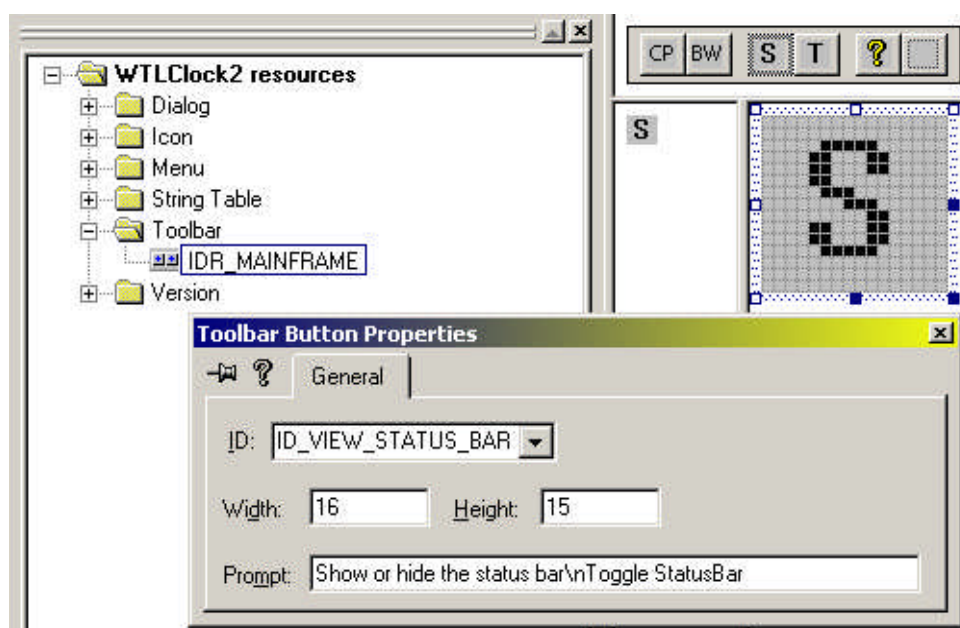 WTLClock2 resources
Dialog
Icon
Menu
String Table
Toolbar
IDR_MAINFRAME
Version
CP BW S T ?
S
S
Toolbar Button Properties
? General
ID: ID_VIEW_STATUS_BAR
Width: 16 Height: 15
Prompt: Show or hide the status bar\nToggle StatusBar